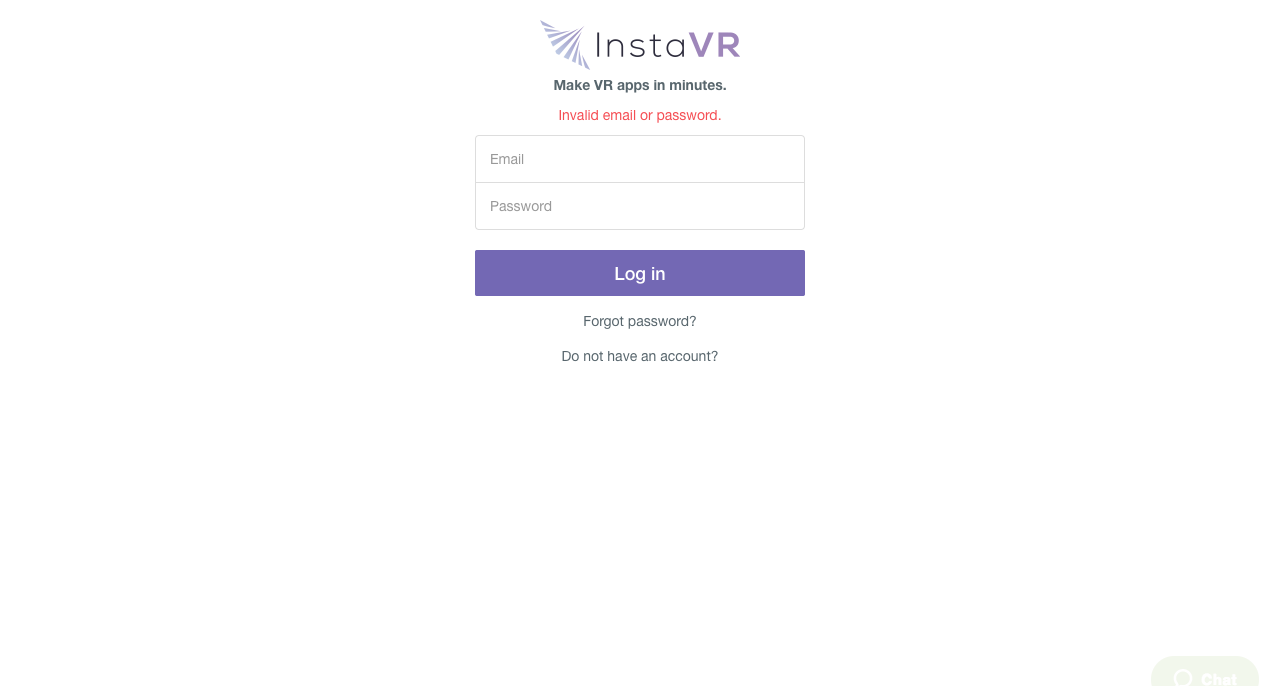 InstaVR
Make VR apps in minutes.
Invalid email or password.
Email
Password
Log in
Forgot password?
Do not have an account?
Chat